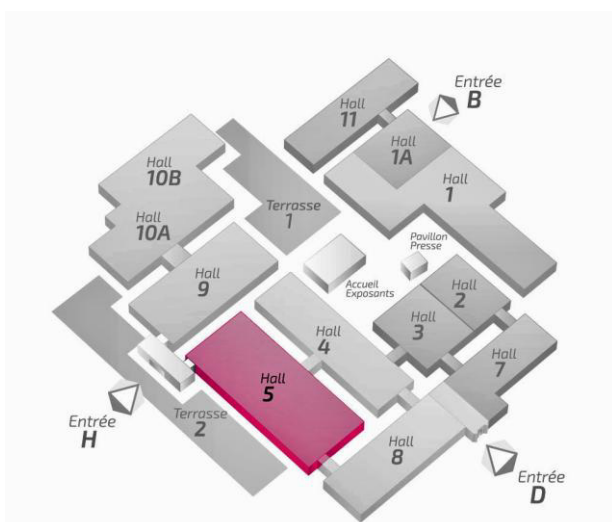 Entrée
B
Hall
11
Hall
1A
Hall
1
Hall
10B
Terrasse
1
Hall
10A
Pavillon
Presse
Accueil
Exposants
Hall
9
Hall
2
Hall
3
Hall
4
Hall
7
Hall
5
Terrasse
2
Entrée
H
Hall
8
Entrée
D